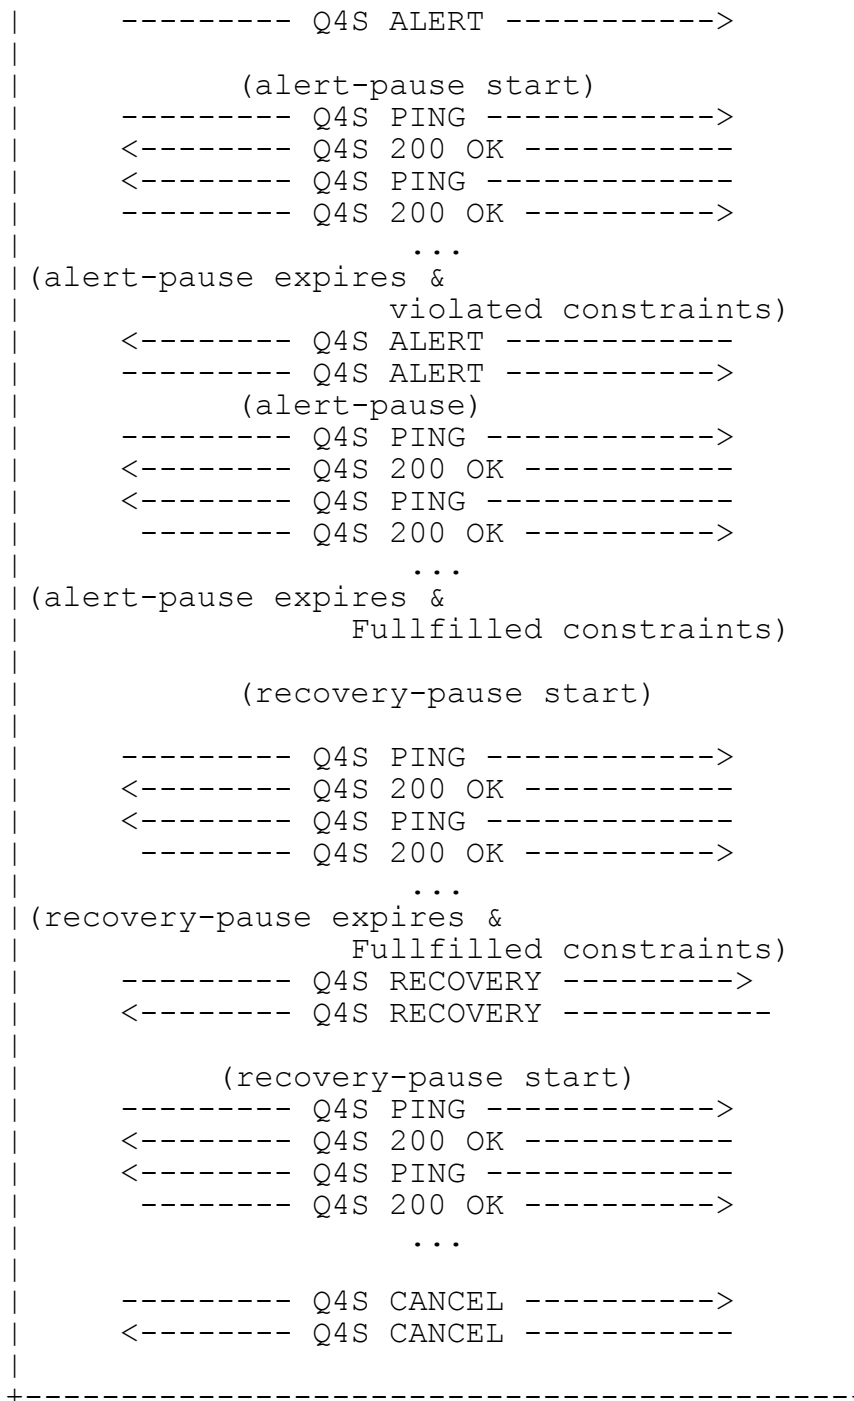 |     --------- Q4S ALERT ----------->
|
|           (alert-pause start)
|     --------- Q4S PING ------------>
|     <-------- Q4S 200 OK -----------
|     <-------- Q4S PING -------------
|     --------- Q4S 200 OK ---------->
|                    ...
|(alert-pause expires &
|                   violated constraints)
|     <-------- Q4S ALERT ------------
|     --------- Q4S ALERT ----------->
|           (alert-pause)
|     --------- Q4S PING ------------>
|     <-------- Q4S 200 OK -----------
|     <-------- Q4S PING -------------
|      -------- Q4S 200 OK ---------->
|                    ...
|(alert-pause expires &
|                 Fullfilled constraints)
|
|           (recovery-pause start)
|
|     --------- Q4S PING ------------>
|     <-------- Q4S 200 OK -----------
|     <-------- Q4S PING -------------
|      -------- Q4S 200 OK ---------->
|                    ...
|(recovery-pause expires &
|                 Fullfilled constraints)
|     --------- Q4S RECOVERY --------->
|     <-------- Q4S RECOVERY -----------
|
|          (recovery-pause start)
|     --------- Q4S PING ------------>
|     <-------- Q4S 200 OK -----------
|     <-------- Q4S PING -------------
|      -------- Q4S 200 OK ---------->
|                    ...
|
|     --------- Q4S CANCEL ---------->
|     <-------- Q4S CANCEL -----------
|
+-------------------------------------------